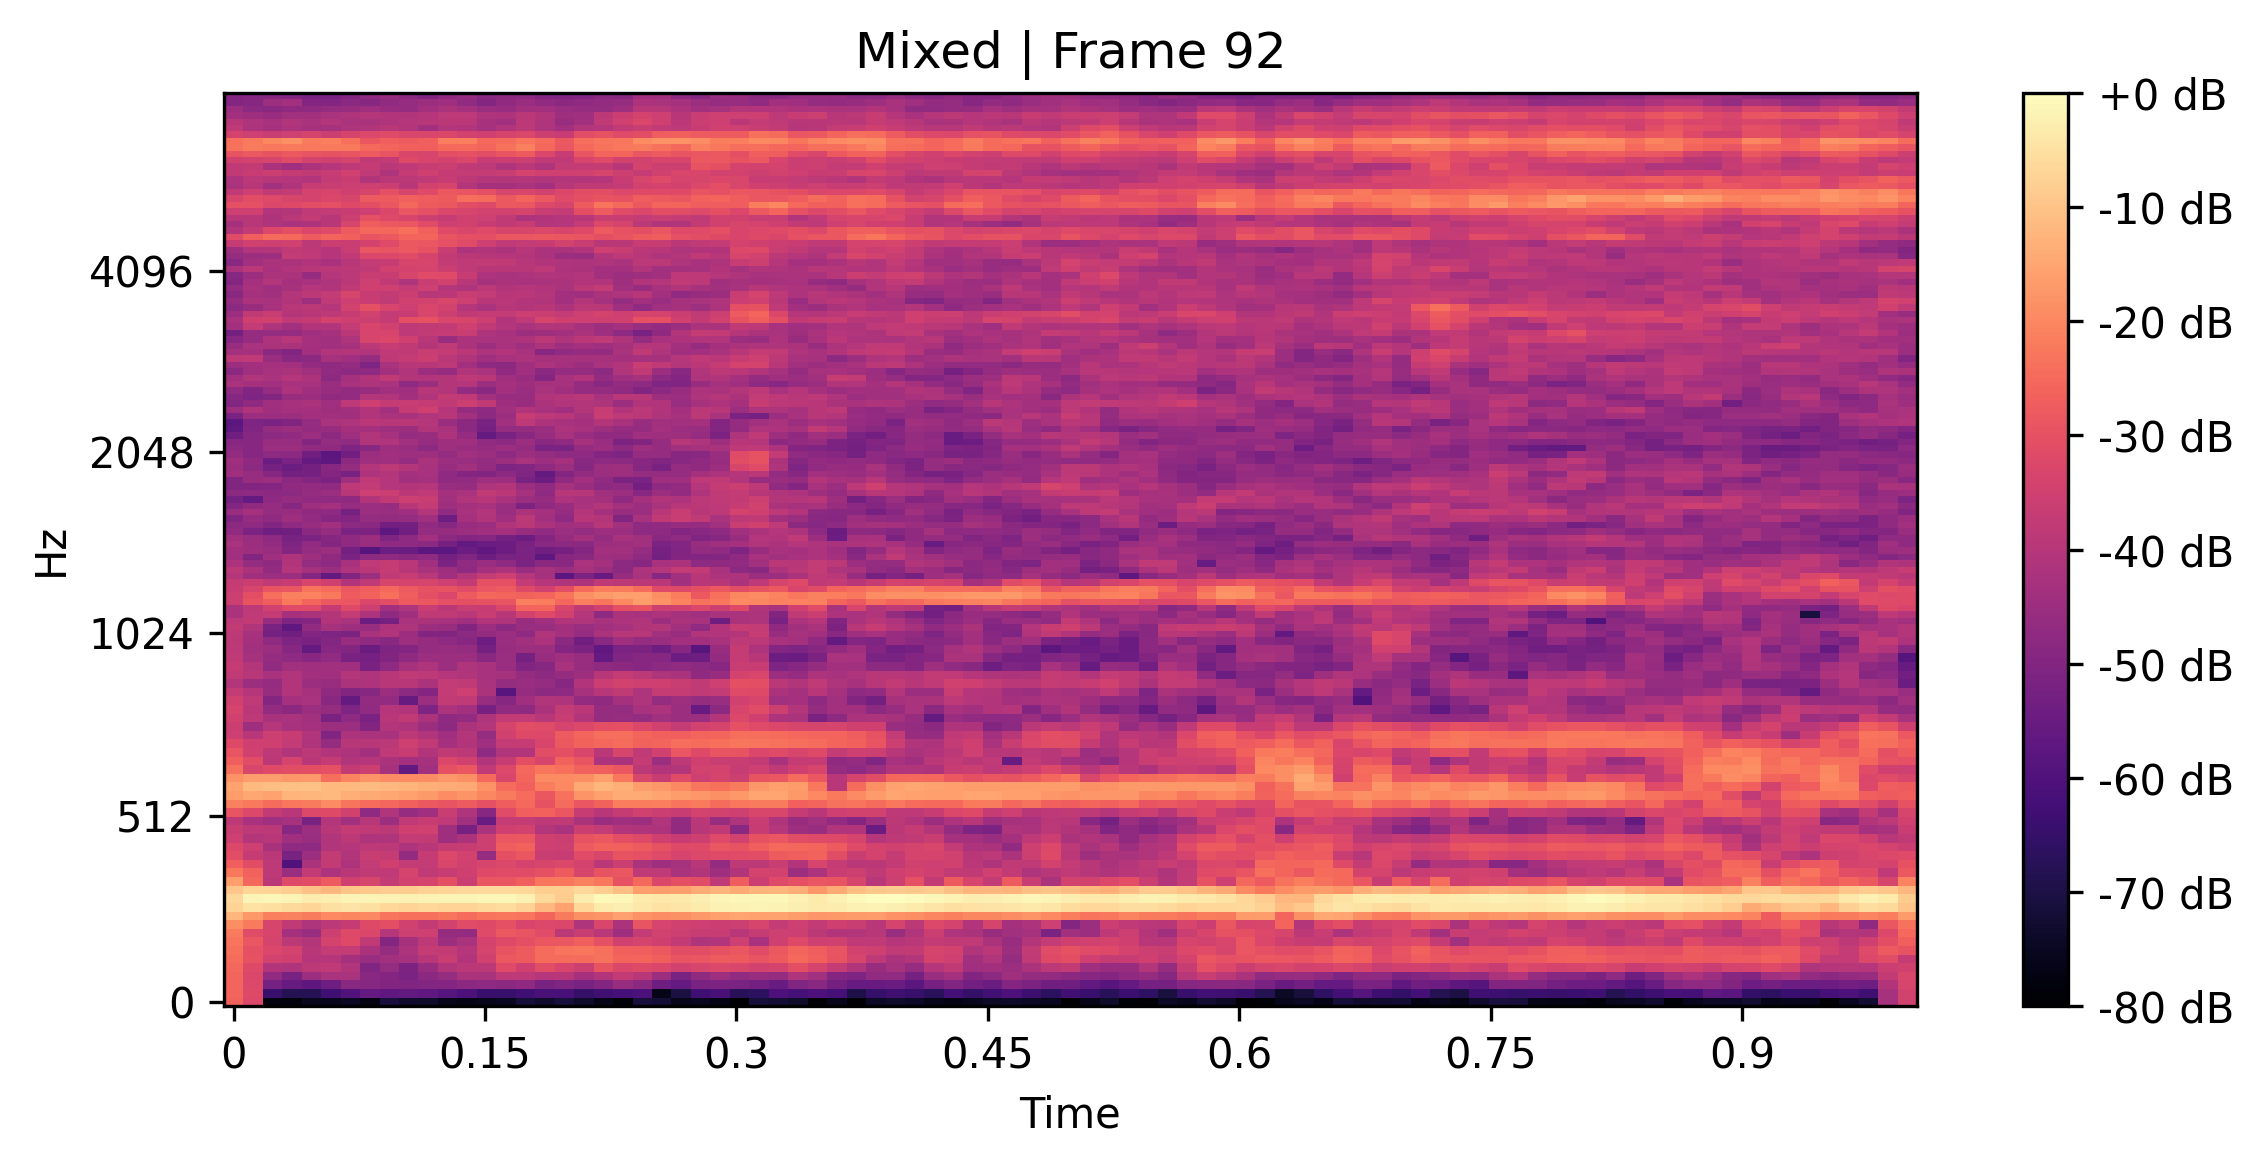 Mixed | Frame 92
Hz
4096
2048
1024
512
0
0 0.15 0.3 0.45 0.6 0.75 0.9
Time
+0 dB
-10 dB
-20 dB
-30 dB
-40 dB
-50 dB
-60 dB
-70 dB
-80 dB